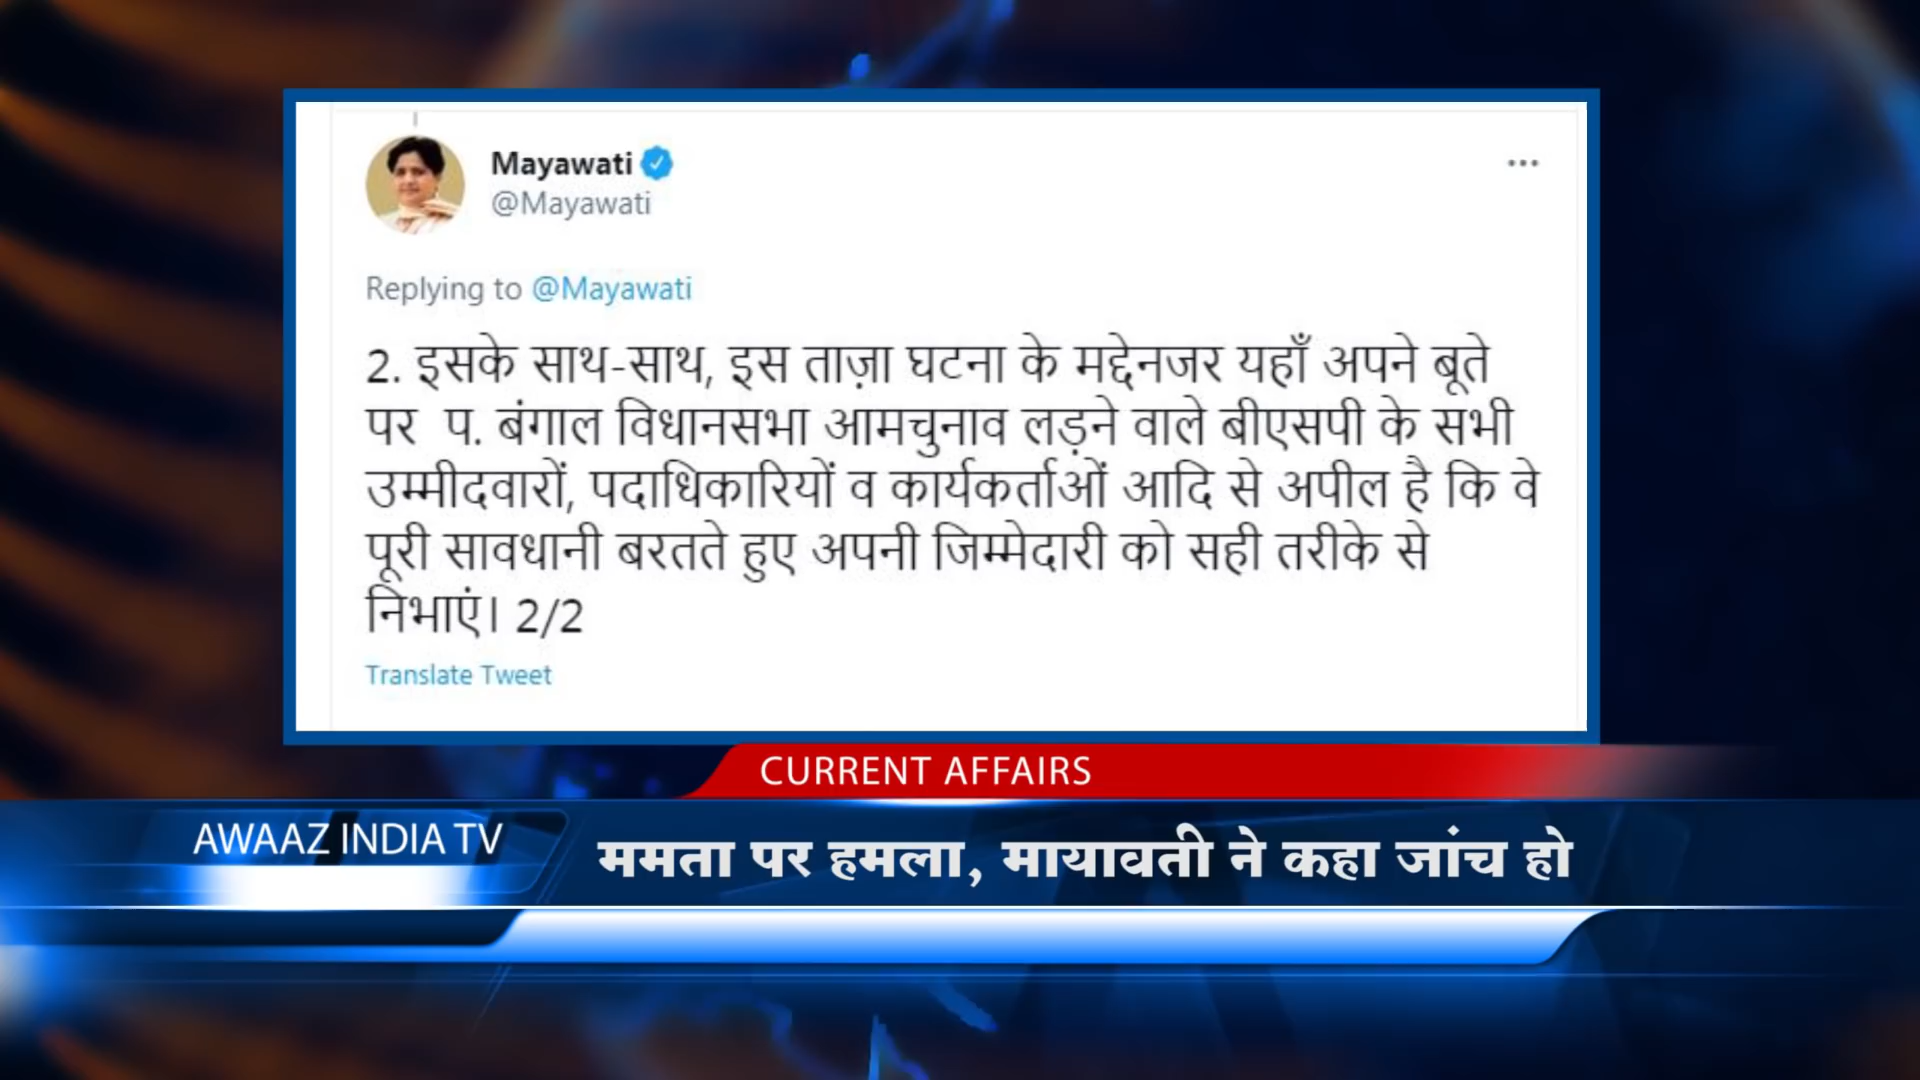 Mayawati
@Mayawati
Replying to @Mayawati
2. इसके साथ-साथ, इस ताज़ा घटना के मद्देनजर यहाँ अपने बूते
पर प. बंगाल विधानसभा आमचुनाव लड़ने वाले बीएसपी के सभी
उम्मीदवारों, पदाधिकारियों व कार्यकर्ताओं आदि से अपील है कि वे
पूरी सावधानी बरतते हुए अपनी जिम्मेदारी को सही तरीके से
निभाएं। 2/2
Translate Tweet
CURRENT AFFAIRS
AWAAZ INDIA TV
ममता पर हमला, मायावती ने कहा जांच हो